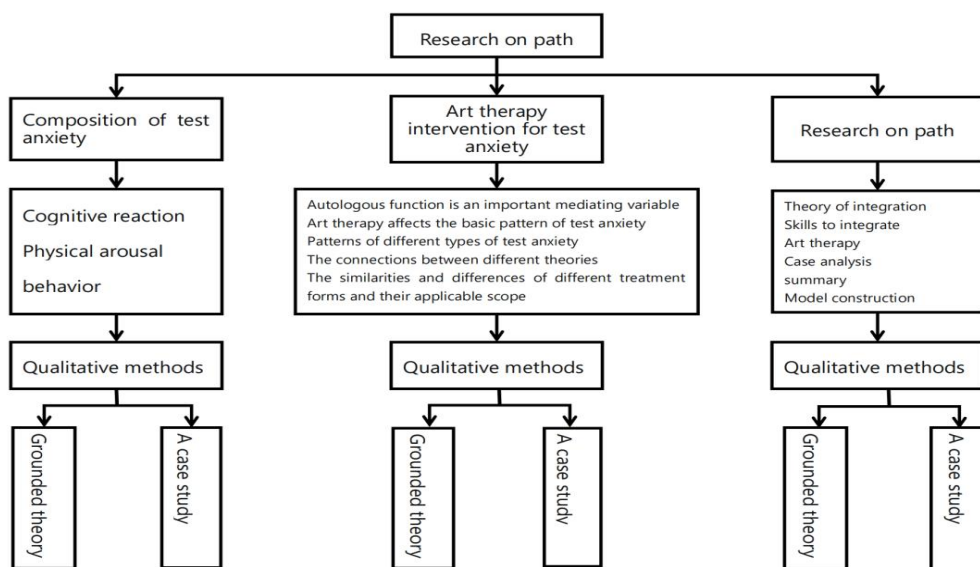 Research on path
Composition of test
anxiety
Art therapy
intervention for test
anxiety
Research on path
Cognitive reaction
Physical arousal
behavior
Autologous function is an important mediating variable
Art therapy affects the basic pattern of test anxiety
Patterns of different types of test anxiety
The connections between different theories
The similarities and differences of different treatment
forms and their applicable scope
Theory of integration
Skills to integrate
Art therapy
Case analysis
summary
Model construction
Qualitative methods
Qualitative methods
Qualitative methods
Grounded theory
A case study
Grounded theory
A case study
Grounded theory
A case study